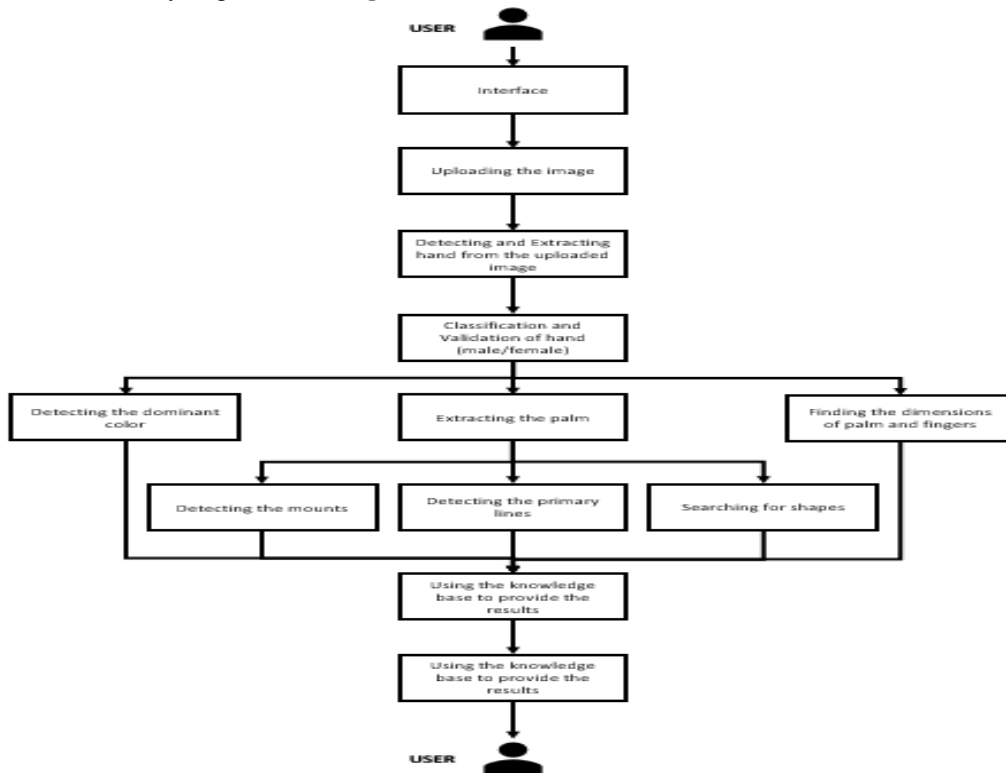 USER
Interface
Uploading the image
Detecting and Extracting
hand from the uploaded
image
Classification and
Validation of hand
(male/female)
Detecting the dominant
color
Extracting the palm
Finding the dimensions
of palm and fingers
Detecting the mounts
Detecting the primary
lines
Searching for shapes
Using the knowledge
base to provide the
results
Using the knowledge
base to provide the
results
USER